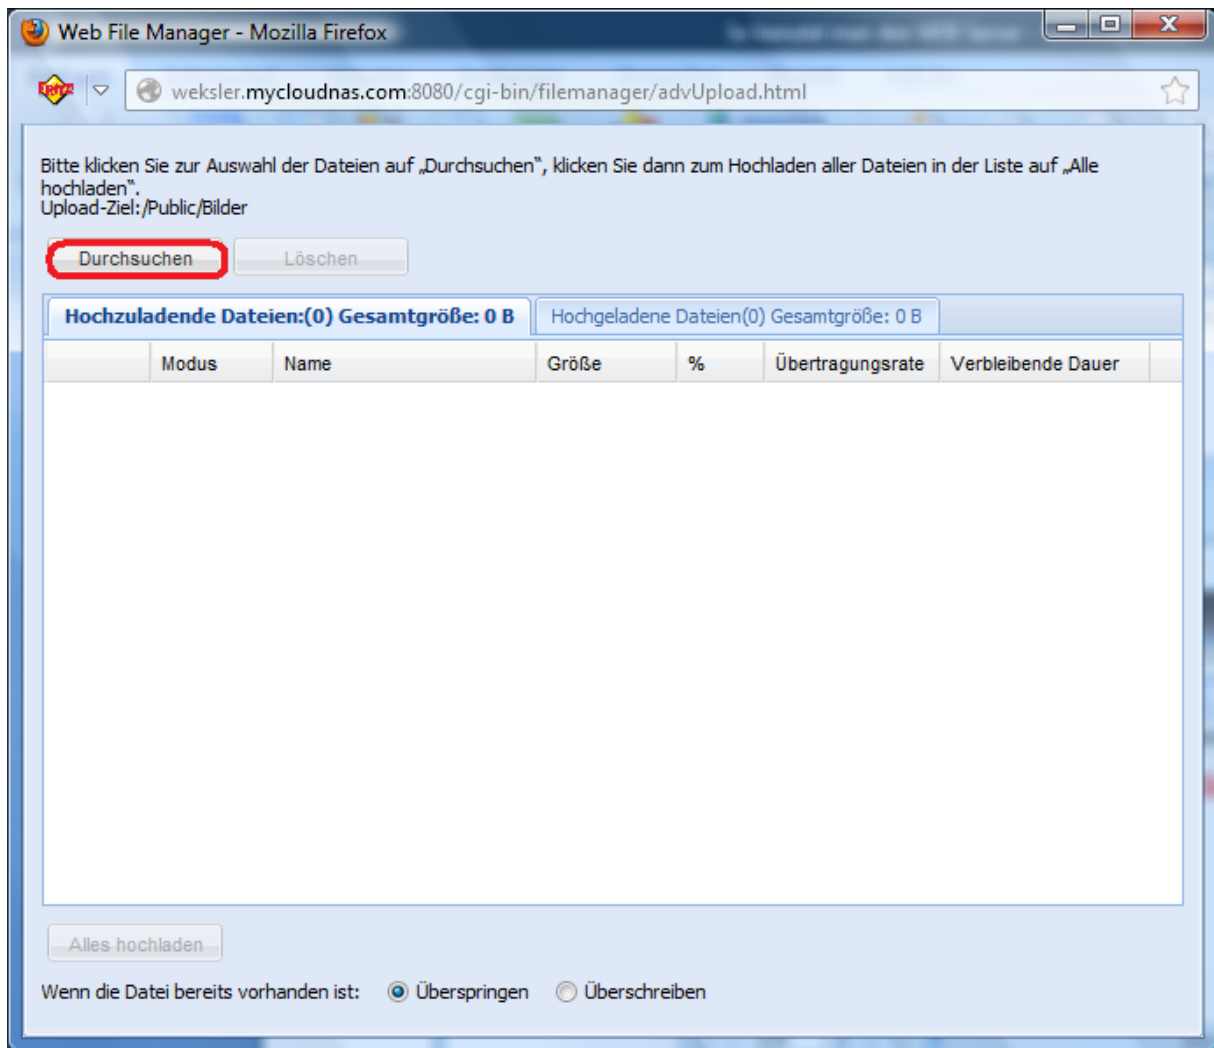 Web File Manager - Mozilla Firefox
FRITZ
weksler.mycloudnas.com:8080/cgi-bin/filemanager/advUpload.html
Bitte klicken Sie zur Auswahl der Dateien auf „Durchsuchen“, klicken Sie dann zum Hochladen aller Dateien in der Liste auf „Alle
hochladen“.
Upload-Ziel:/Public/Bilder
Durchsuchen Löschen
Hochzuladende Dateien:(0) Gesamtgröße: 0 B Hochgeladene Dateien(0) Gesamtgröße: 0 B
Modus Name Größe % Übertragungsrate Verbleibende Dauer
Alles hochladen
Wenn die Datei bereits vorhanden ist: Überspringen Überschreiben